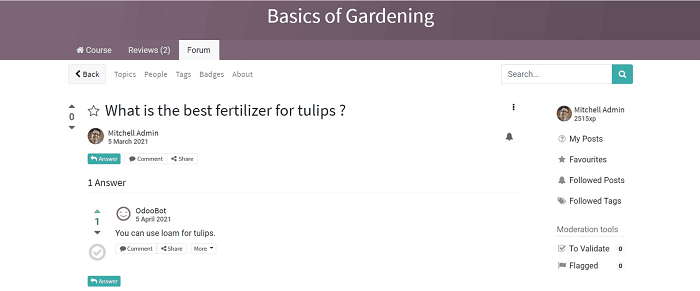 Basics of Gardening
Course Reviews (2) Forum
Back Topics People Tags Badges About Search...
0
What is the best fertilizer for tulips ?
Mitchell Admin
5 March 2021
Answer Comment Share
1 Answer
1
OdooBot
5 April 2021
You can use loam for tulips.
Comment Share More
Answer
Mitchell Admin
2515xp
My Posts
Favourites
Followed Posts
Followed Tags
Moderation tools
To Validate 0
Flagged 0